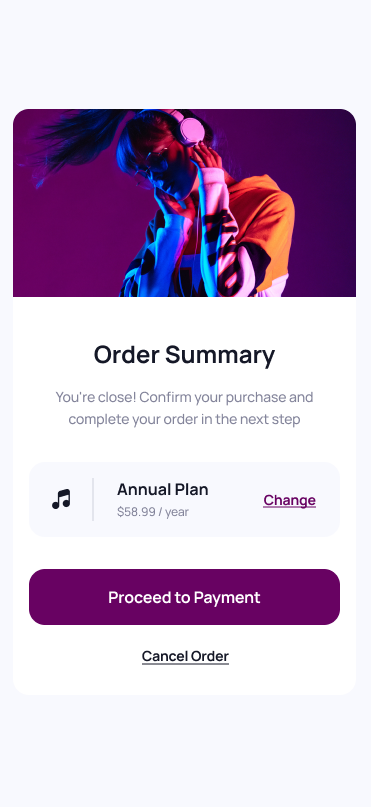 Order Summary
You're close! Confirm your purchase and
complete your order in the next step
Annual Plan
$58.99 / year
Change
Proceed to Payment
Cancel Order